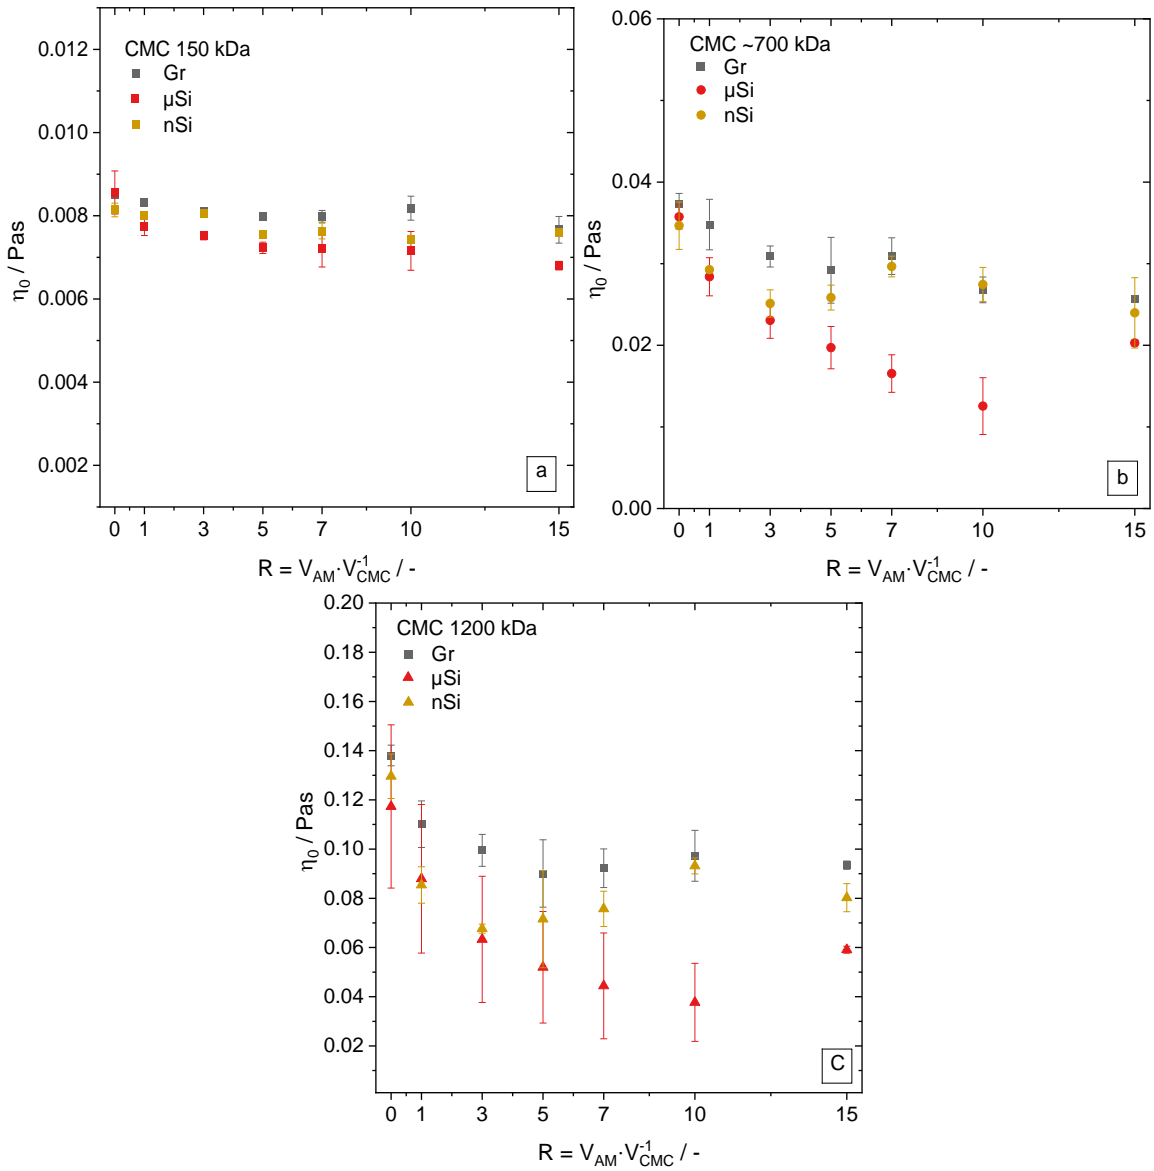 CMC 150 kDa
Gr
µSi
nSi
0.012
0.010
0.008
0.006
0.004
0.002
η0 / Pas
0 1 3 5 7 10 15
R = VAM·V-1CMC / -
a
CMC ~700 kDa
Gr
µSi
nSi
0.06
0.04
0.02
0.00
η0 / Pas
0 1 3 5 7 10 15
R = VAM·V-1CMC / -
b
CMC 1200 kDa
Gr
µSi
nSi
0.20
0.18
0.16
0.14
0.12
0.10
0.08
0.06
0.04
0.02
η0 / Pas
0 1 3 5 7 10 15
R = VAM·V-1CMC / -
C